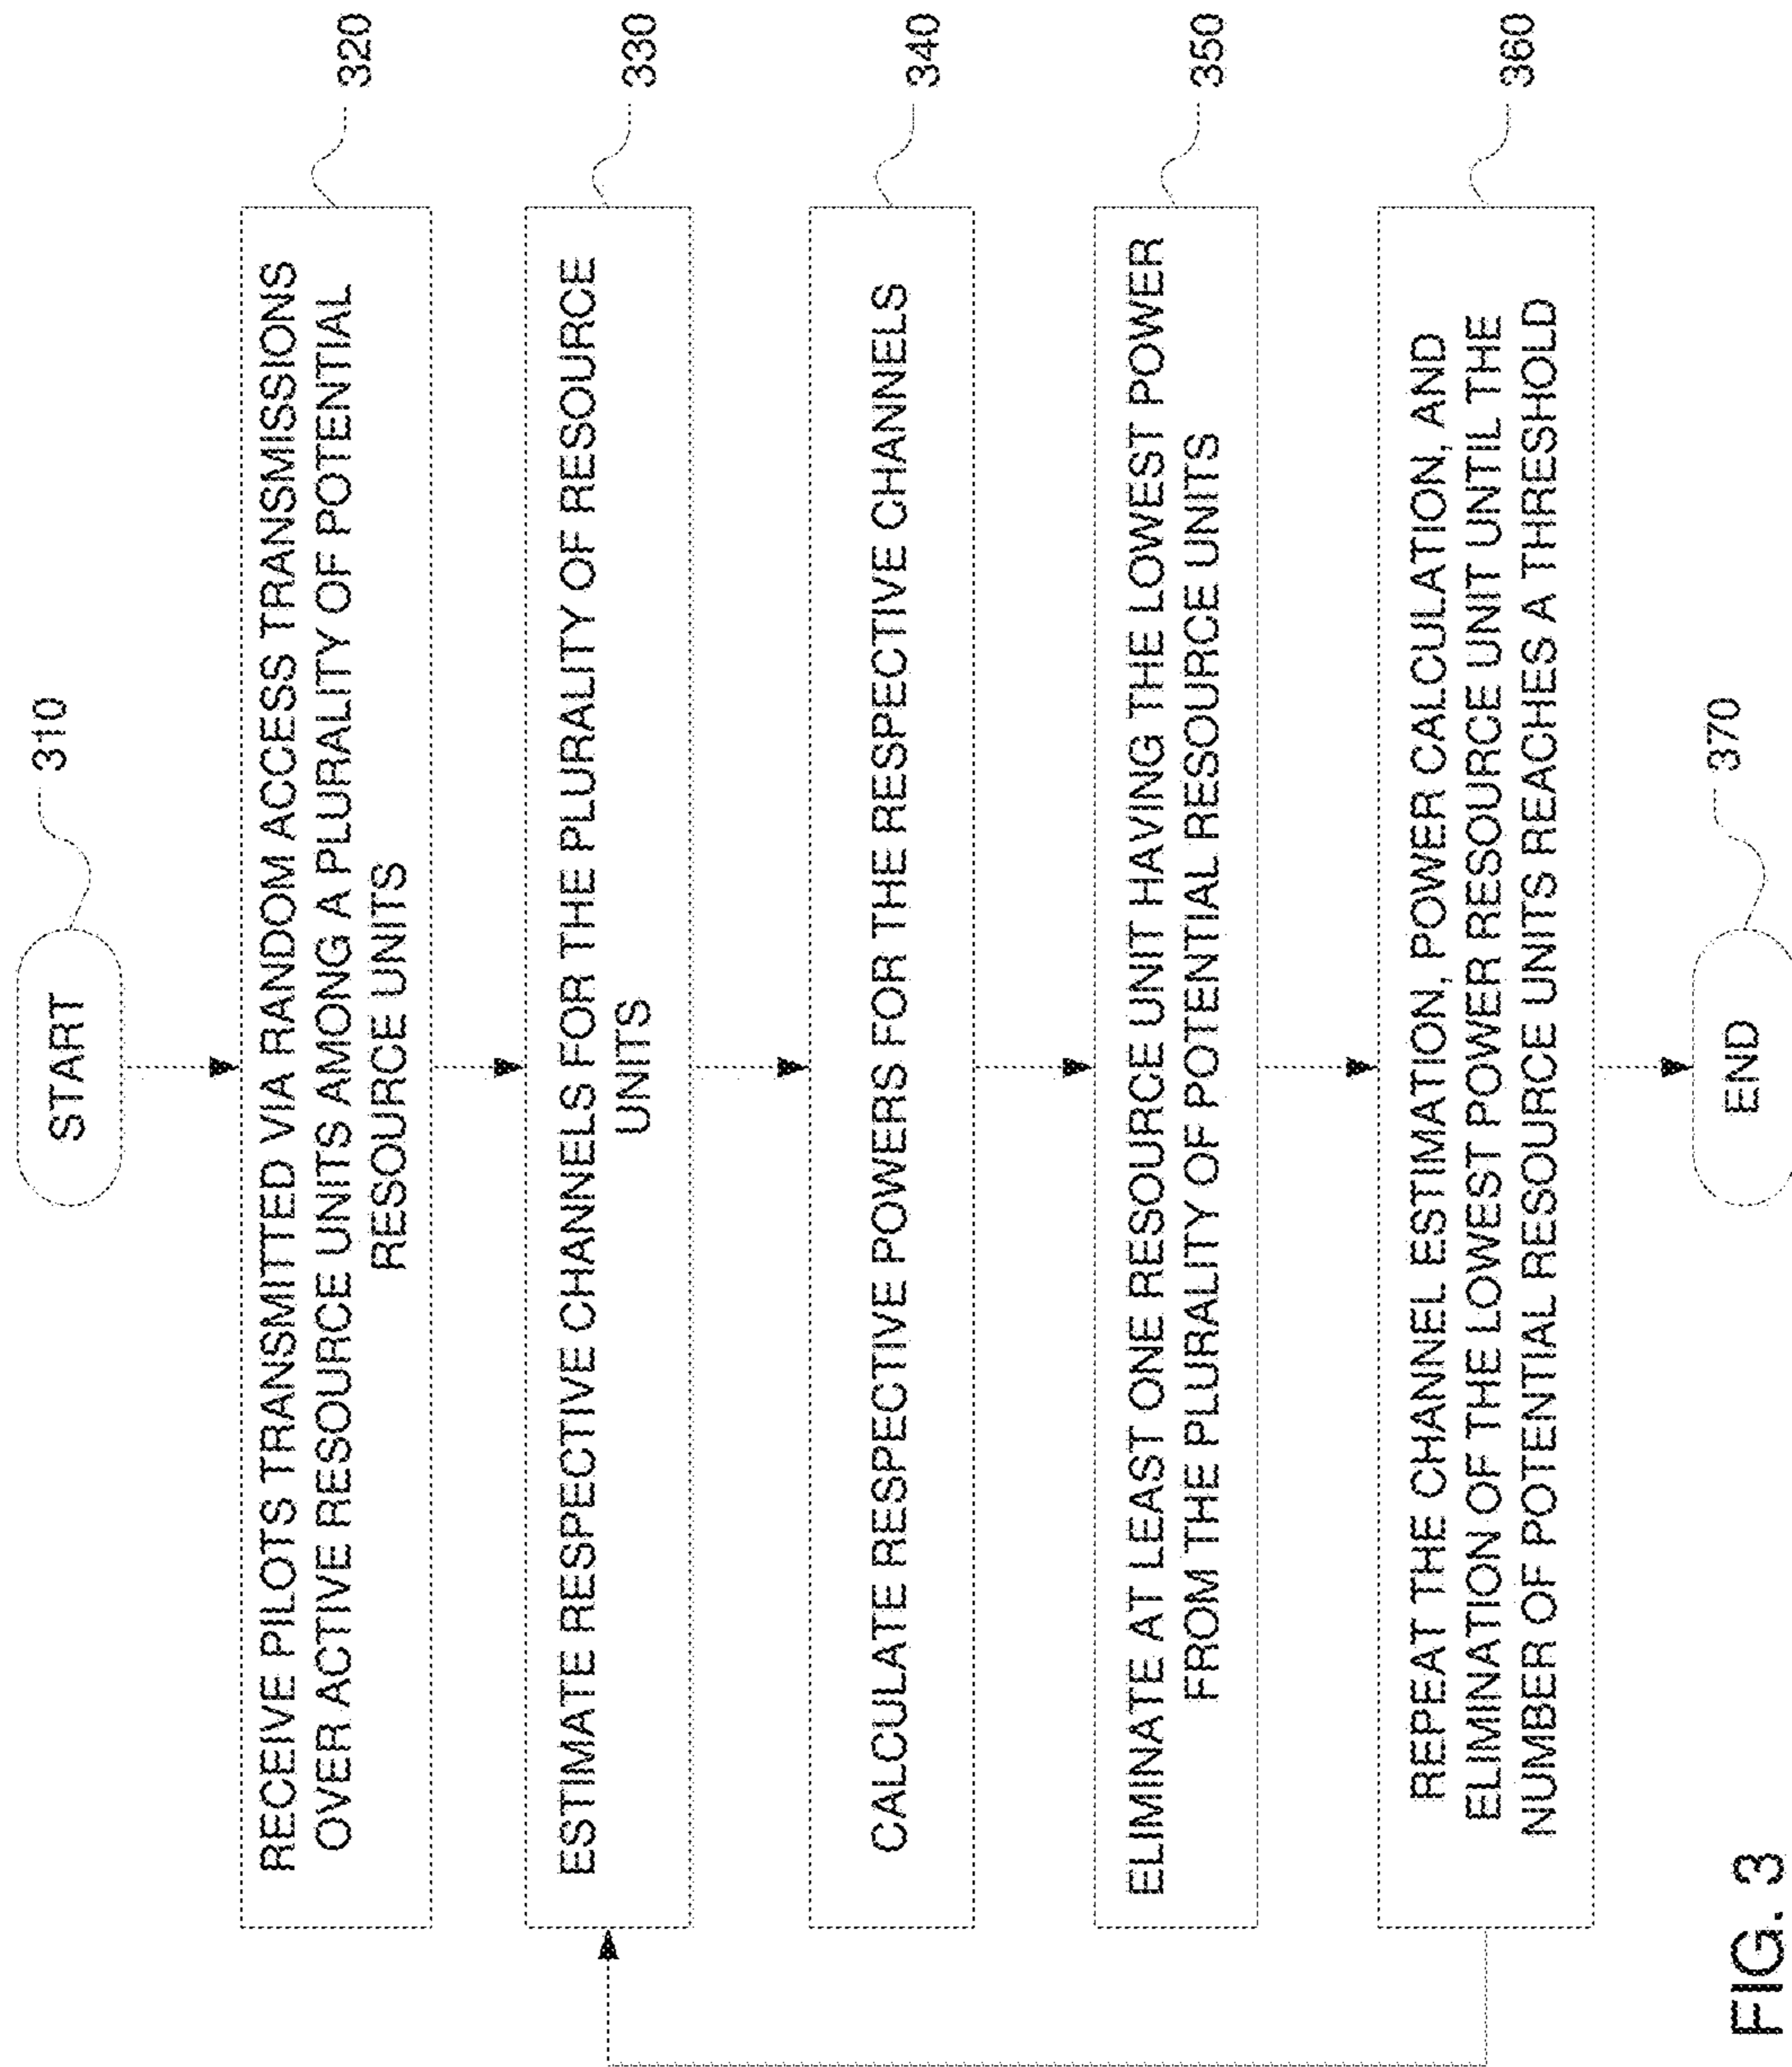 START
310
RECEIVE PILOTS TRANSMITTED VIA RANDOM ACCESS TRANSMISSIONS
OVER ACTIVE RESOURCE UNITS AMONG A PLURALITY OF POTENTIAL
RESOURCE UNITS
320
ESTIMATE RESPECTIVE CHANNELS FOR THE PLURALITY OF RESOURCE
UNITS
330
CALCULATE RESPECTIVE POWERS FOR THE RESPECTIVE CHANNELS
340
ELIMINATE AT LEAST ONE RESOURCE UNIT HAVING THE LOWEST POWER
FROM THE PLURALITY OF POTENTIAL RESOURCE UNITS
350
REPEAT THE CHANNEL ESTIMATION, POWER CALCULATION, AND
ELIMINATION OF THE LOWEST POWER RESOURCE UNIT UNTIL THE
NUMBER OF POTENTIAL RESOURCE UNITS REACHES A THRESHOLD
360
END
370
FIG. 3